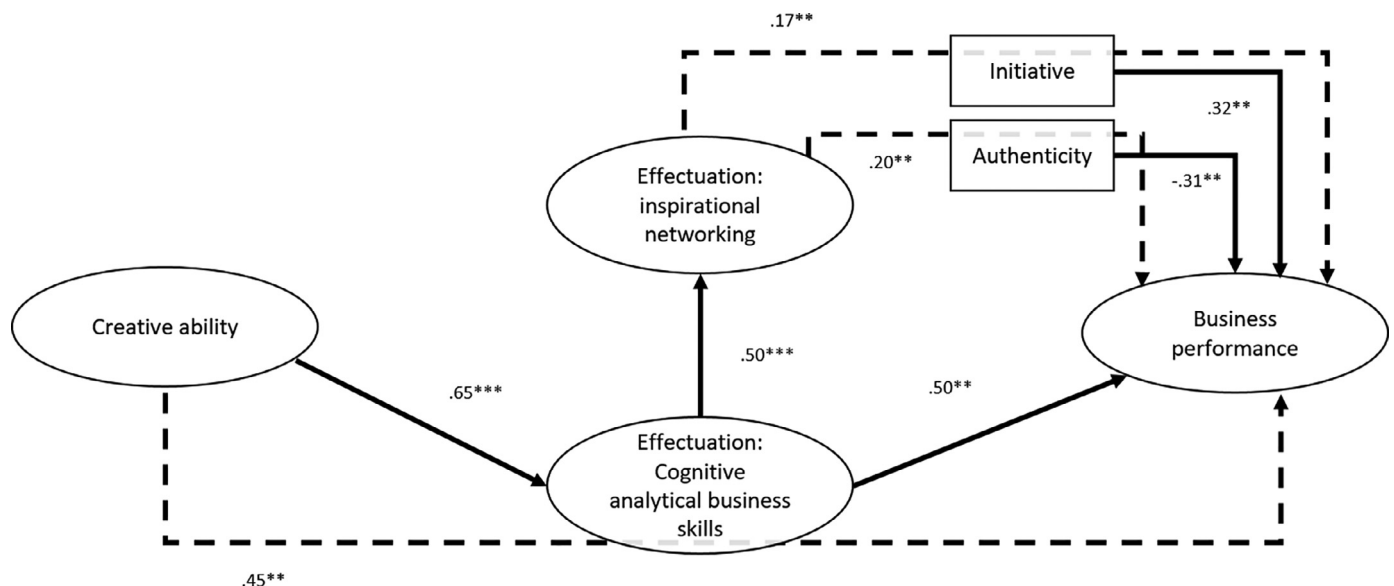 .17**
Initiative
.32**
Authenticity
.20**
-.31**
Effectuation:
inspirational
networking
Creative ability
Business
performance
.50***
.65***
.50**
Effectuation:
Cognitive
analytical business
skills
.45**